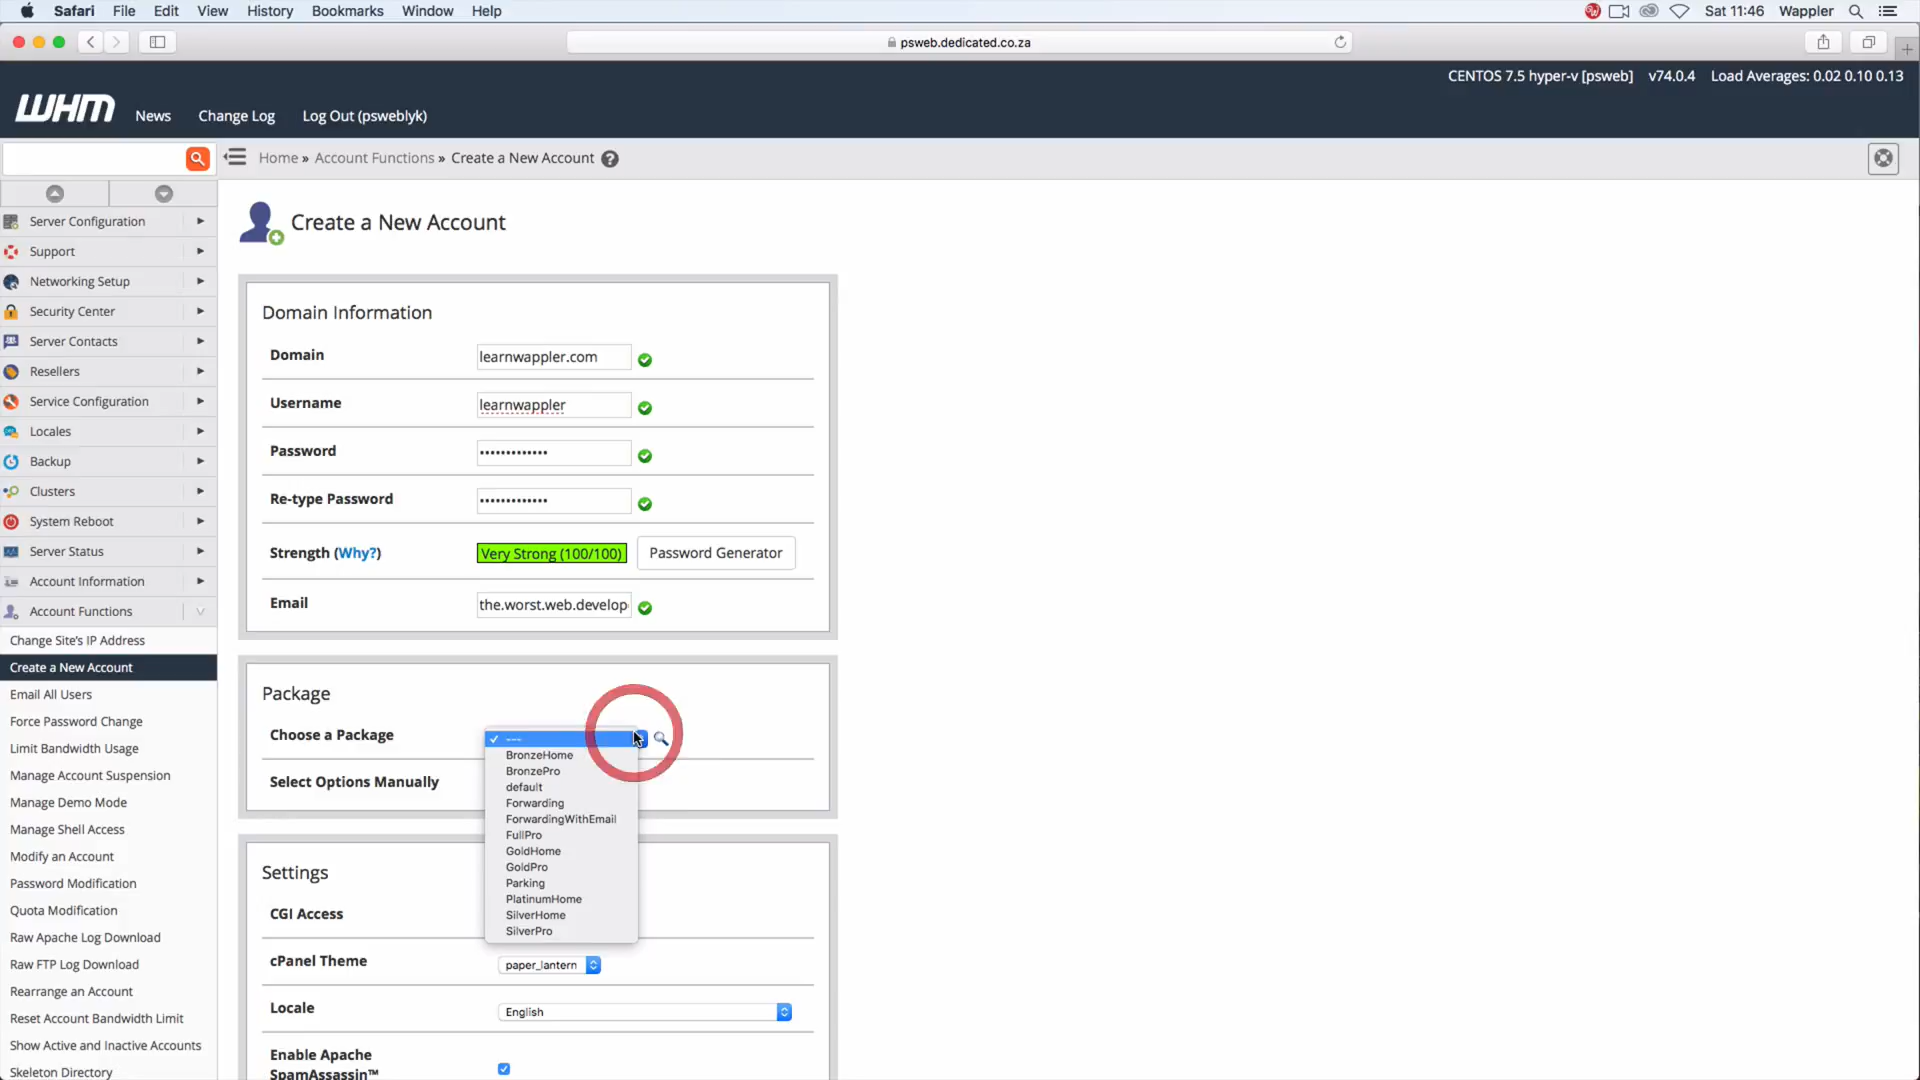 Safari File Edit View History Bookmarks Window Help
Sat 11:46 Wappler
psweb.dedicated.co.za
CENTOS 7.5 hyper-v [psweb] v74.0.4 Load Averages: 0.02 0.10 0.13
WHM News Change Log Log Out (psweblyk)
Home » Account Functions » Create a New Account
Server Configuration
Support
Networking Setup
Security Center
Server Contacts
Resellers
Service Configuration
Locales
Backup
Clusters
System Reboot
Server Status
Account Information
Account Functions
Change Site's IP Address
Create a New Account
Email All Users
Force Password Change
Limit Bandwidth Usage
Manage Account Suspension
Manage Demo Mode
Manage Shell Access
Modify an Account
Password Modification
Quota Modification
Raw Apache Log Download
Raw FTP Log Download
Rearrange an Account
Reset Account Bandwidth Limit
Show Active and Inactive Accounts
Skeleton Directory
Create a New Account
Domain Information
Domain learnwappler.com
Username learnwappler
Password •••••••••••••
Re-type Password •••••••••••••
Strength (Why?) Very Strong (100/100) Password Generator
Email the.worst.web.develop
Package
Choose a Package
---
BronzeHome
BronzePro
default
Forwarding
ForwardingWithEmail
FullPro
GoldHome
GoldPro
Parking
PlatinumHome
SilverHome
SilverPro
Select Options Manually
Settings
CGI Access
cPanel Theme paper_lantern
Locale English
Enable Apache
SpamAssassin™